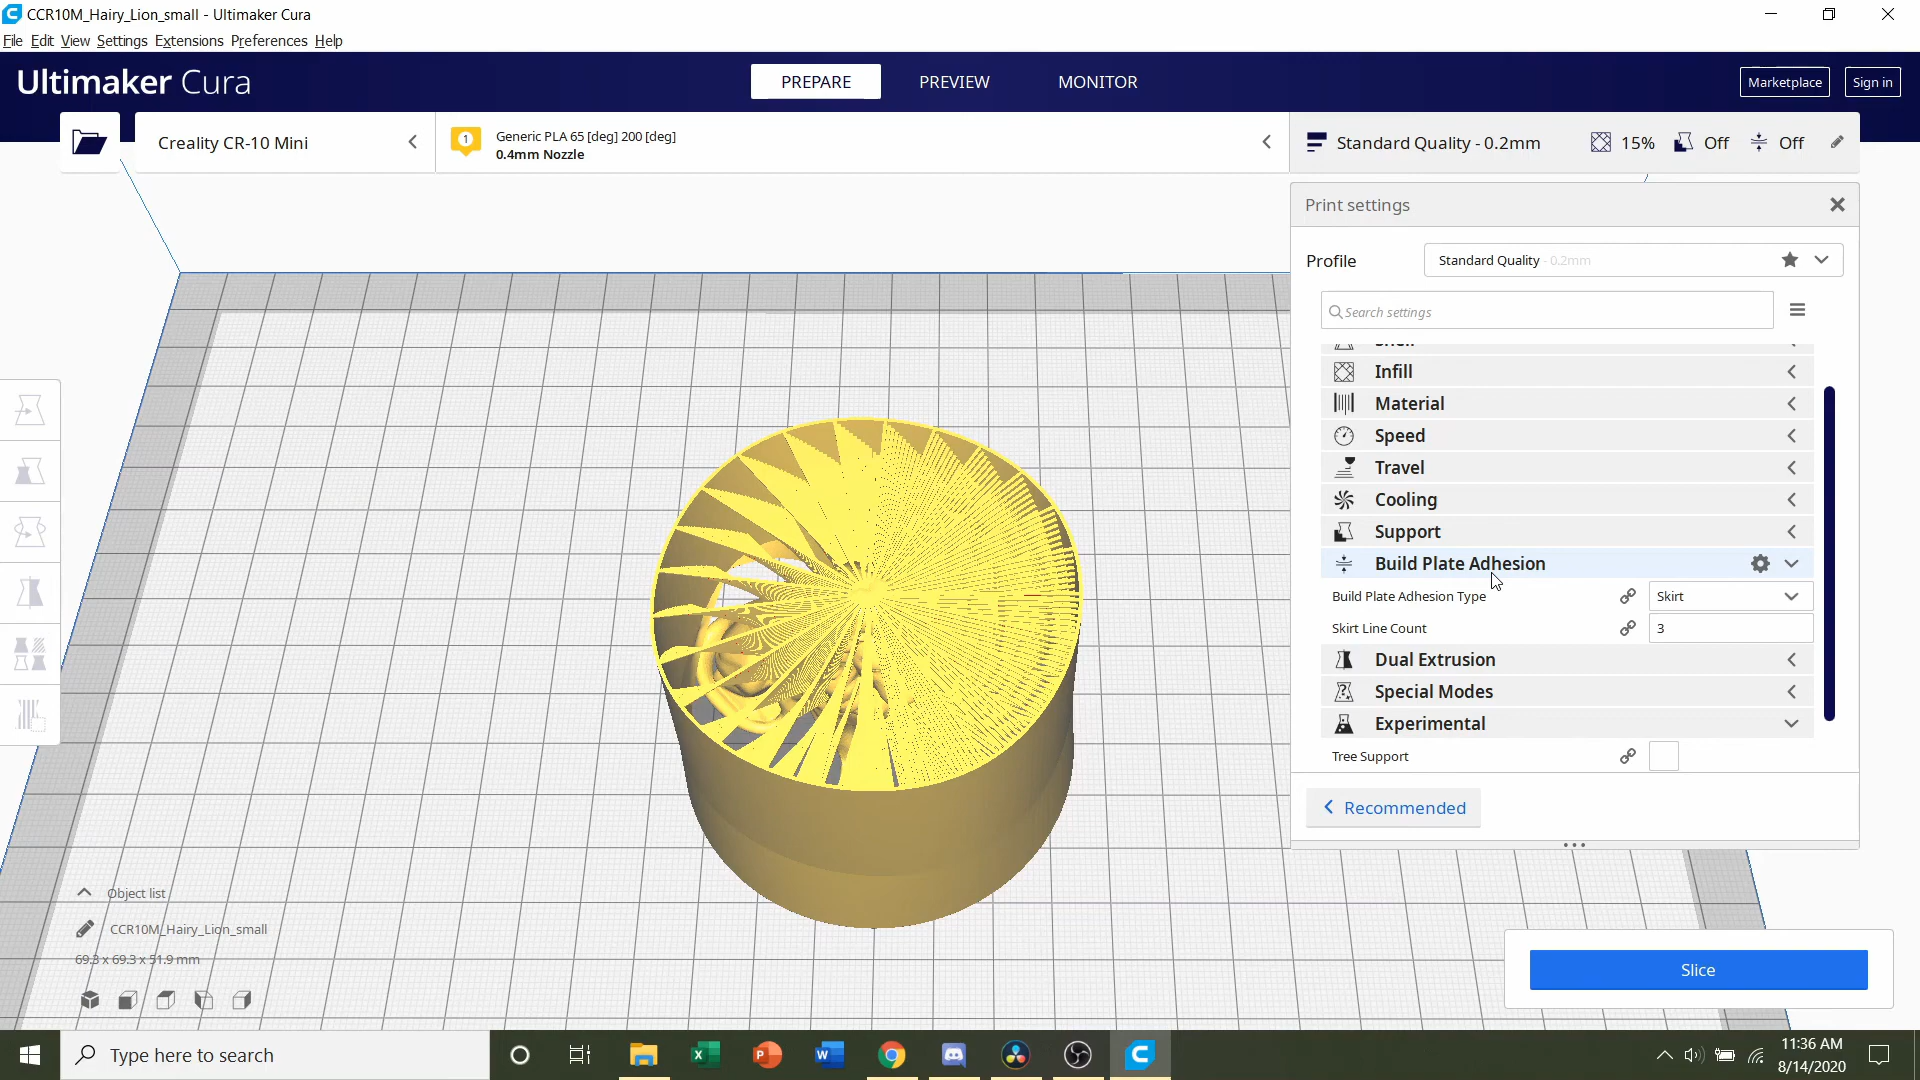 CCR10M_Hairy_Lion_small - Ultimaker Cura
File Edit View Settings Extensions Preferences Help
Ultimaker Cura
PREPARE
PREVIEW
MONITOR
Marketplace
Sign in
Creality CR-10 Mini
1
Generic PLA 65 [deg] 200 [deg]
0.4mm Nozzle
Standard Quality - 0.2mm
15%
Off
Off
Print settings
Profile
Standard Quality - 0.2mm
Search settings
Shell
Infill
Material
Speed
Travel
Cooling
Support
Build Plate Adhesion
Build Plate Adhesion Type
Skirt
Skirt Line Count
3
Dual Extrusion
Special Modes
Experimental
Tree Support
Recommended
Object list
CCR10M_Hairy_Lion_small
69.3 x 69.3 x 51.9 mm
Slice
Type here to search
11:36 AM
8/14/2020